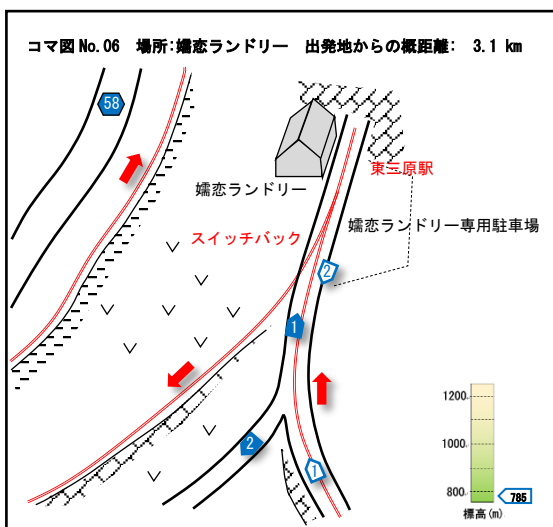 コマ図 No.06 場所:嬬恋ランドリー 出発地からの概距離: 3.1 km
58
東三原駅
嬬恋ランドリー
嬬恋ランドリー専用駐車場
スイッチバック
2
1
2
1
1200
1000
800
785
標高(m)